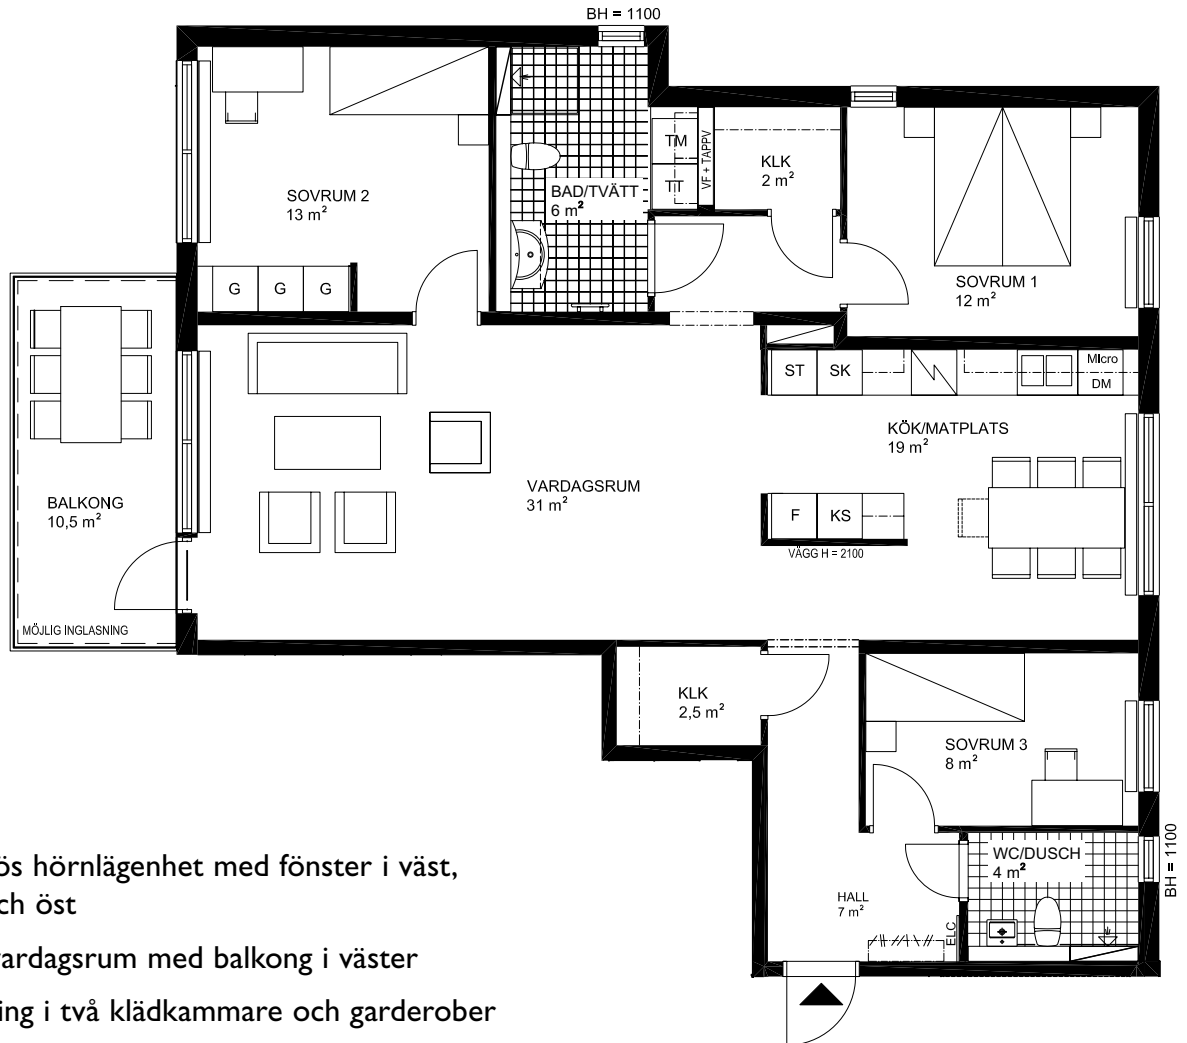 BH = 1100
SOVRUM 2
13 m²
BAD/TVÄTT
6 m²
TM
TT
VF + TAPPV
KLK
2 m²
SOVRUM 1
12 m²
G
G
G
ST
SK
Micro
DM
KÖK/MATPLATS
19 m²
VARDAGSRUM
31 m²
BALKONG
10,5 m²
F
KS
VÄGG H = 2100
MÖJLIG INGLASNING
KLK
2,5 m²
SOVRUM 3
8 m²
WC/DUSCH
4 m²
BH = 1100
HALL
7 m²
ELC
ös hörnlägenhet med fönster i väst,
ch öst
ardagsrum med balkong i väster
ing i två klädkammare och garderober